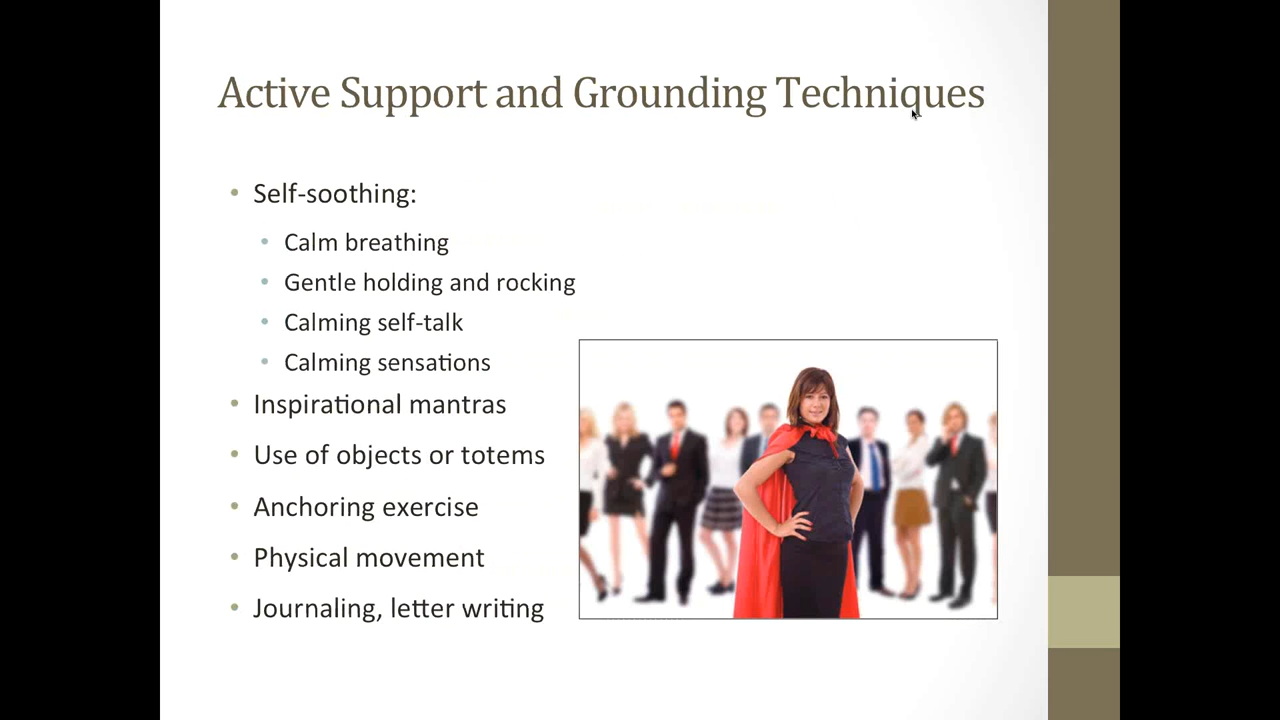 Active Support and Grounding Techniques
• Self-soothing:
• Calm breathing
• Gentle holding and rocking
• Calming self-talk
• Calming sensations
• Inspirational mantras
• Use of objects or totems
• Anchoring exercise
• Physical movement
• Journaling, letter writing